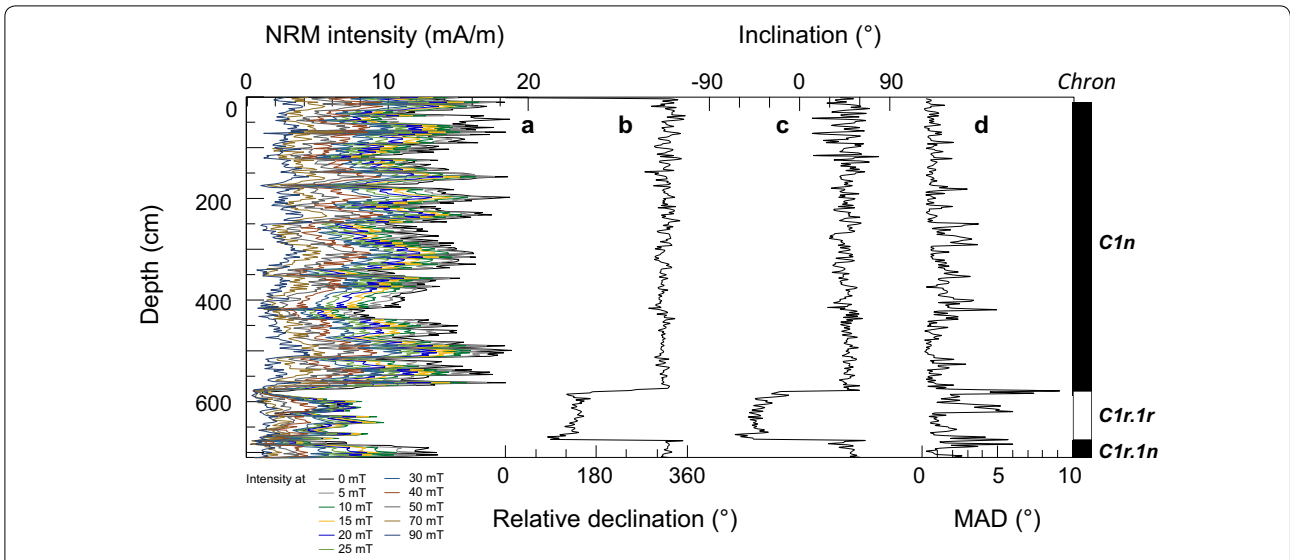 NRM intensity (mA/m) Inclination (°)
0 10 20 -90 0 90 Chron
a b c d
Depth (cm)
0
200
400
600
C1n
C1r.1r
C1r.1n
0 180 360 0 5 10
Relative declination (°) MAD (°)
Intensity at
0 mT 30 mT
5 mT 40 mT
10 mT 50 mT
15 mT 70 mT
20 mT 90 mT
25 mT